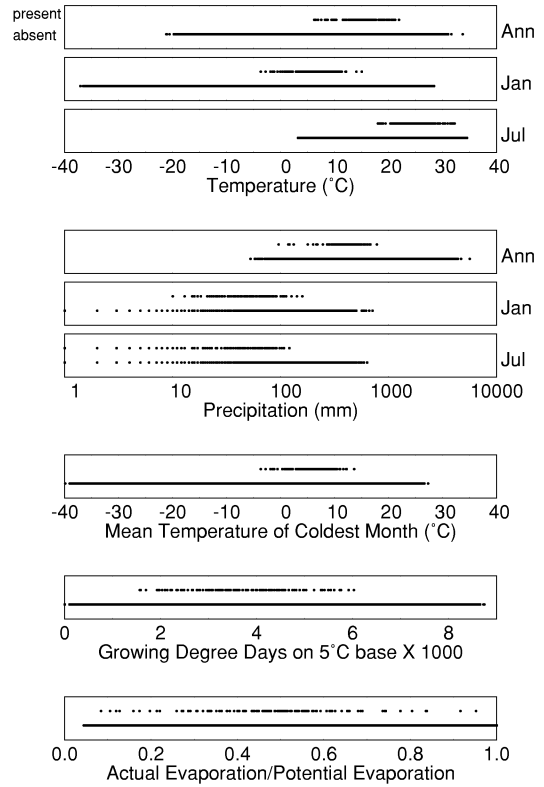 present
absent
Ann
Jan
Jul
-40 -30 -20 -10 0 10 20 30 40
Temperature (˚C)
Ann
Jan
Jul
1 10 100 1000 10000
Precipitation (mm)
-40 -30 -20 -10 0 10 20 30 40
Mean Temperature of Coldest Month (˚C)
0 2 4 6 8
Growing Degree Days on 5˚C base X 1000
0.0 0.2 0.4 0.6 0.8 1.0
Actual Evaporation/Potential Evaporation